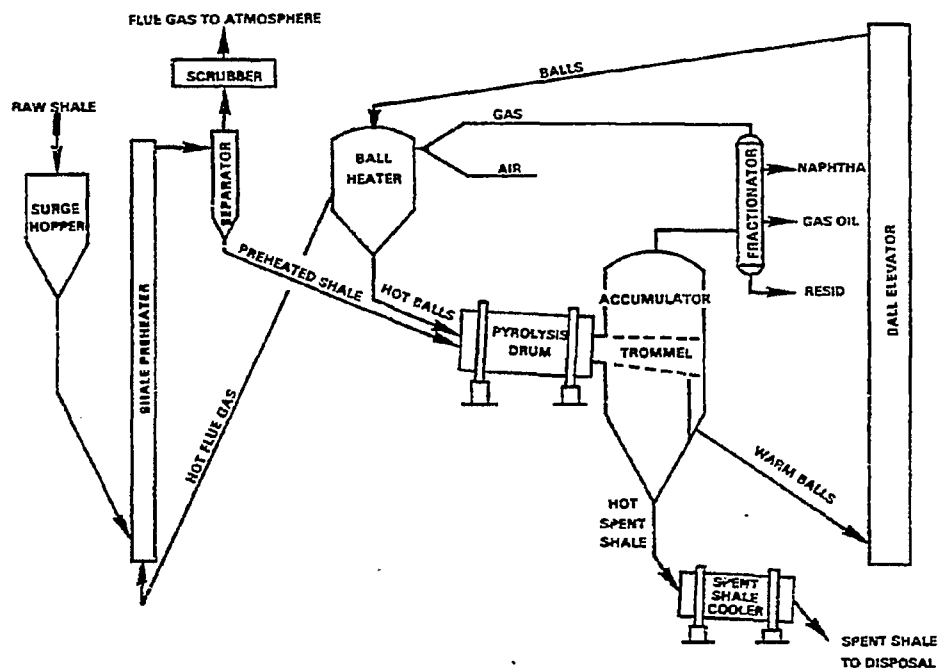 FLUE GAS TO ATMOSPHERE
SCRUBBER
RAW SHALE
SURGE
HOPPER
SHALE PREHEATER
SEPARATOR
PREHEATED SHALE
HOT FLUE GAS
BALL
HEATER
BALLS
GAS
AIR
HOT BALLS
PYROLYSIS
DRUM
ACCUMULATOR
TROMMEL
FRACTIONATOR
NAPHTHA
GAS OIL
RESID
BALL ELEVATOR
WARM BALLS
HOT
SPENT
SHALE
SPENT
SHALE
COOLER
SPENT SHALE
TO DISPOSAL